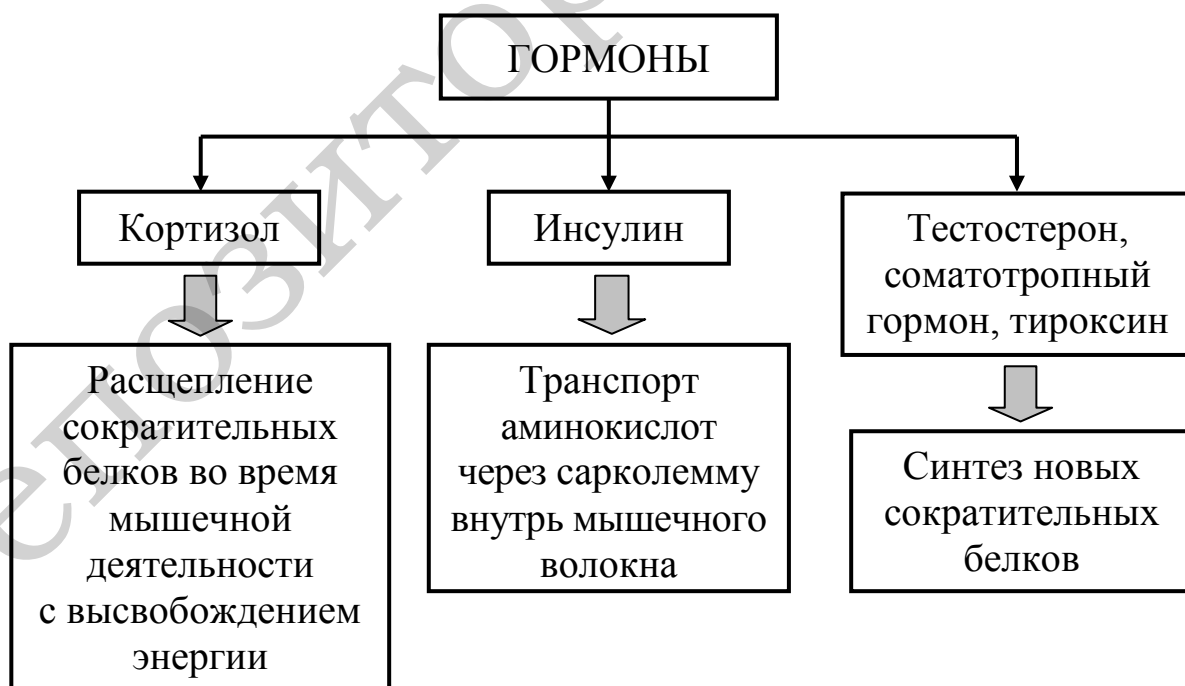 ГОРМОНЫ
Кортизол
Инсулин
Тестостерон,
соматотропный
гормон, тироксин
Расщепление
сократительных
белков во время
мышечной
деятельности
с высвобождением
энергии
Транспорт
аминокислот
через сарколемму
внутрь мышечного
волокна
Синтез новых
сократительных
белков